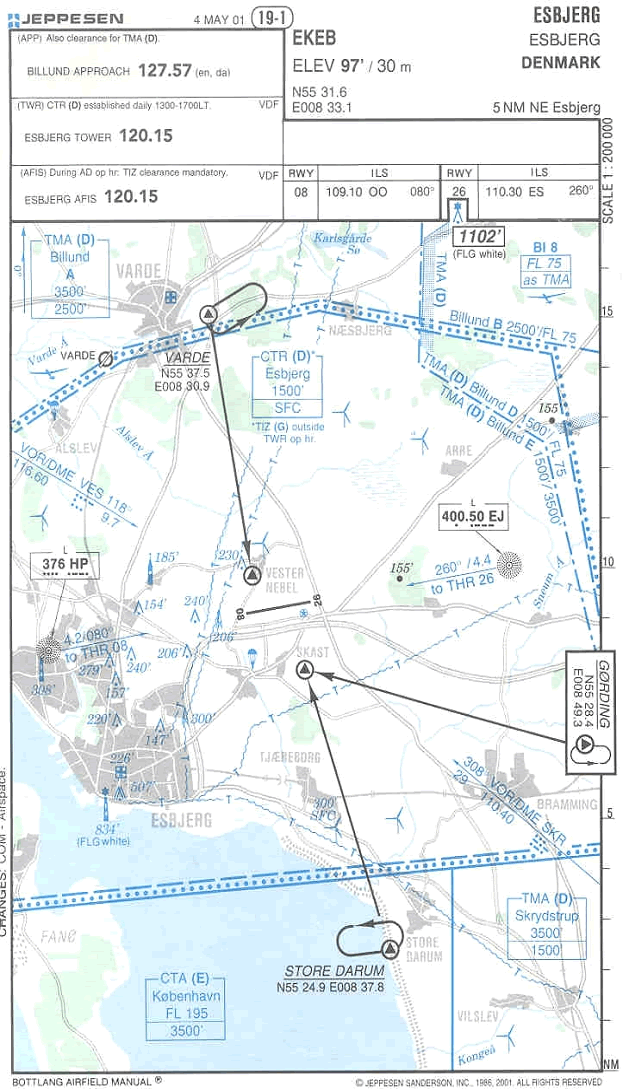 JEPPESEN
4 MAY 01
19-1
ESBJERG
ESBJERG
DENMARK
EKEB
ELEV 97' / 30 m
N55 31.6
E008 33.1
5 NM NE Esbjerg
(APP) Also clearance for TMA (D).
BILLUND APPROACH 127.57 (en, da)
(TWR) CTR (D) established daily 1300-1700LT. VDF
ESBJERG TOWER 120.15
(AFIS) During AD op hr. TIZ clearance mandatory. VDF
ESBJERG AFIS 120.15
RWY ILS RWY ILS
08 109.10 OO 080° 26 110.30 ES 260°
SCALE 1 : 200 000
TMA (D)
Billund
A
3500'
2500'
0°
VARDE
Karlsgårde
Sø
1102'
(FLG white)
TMA (D)
BI 8
FL 75
as TMA
15
NÆSBJERG
Billund B 2500'/FL 75
Varde Å
VARDE
VARDE
N55 37.5
E008 30.9
CTR (D)*
Esbjerg
1500'
SFC
*TIZ (G) outside
TWR op hr.
TMA (D) Billund D 1500' FL 75
TMA (D) Billund E 1500' 3500'
155'
ALSLEV
Alslev Å
ARRE
VOR/DME VES 118°
116.60
9.7
L
400.50 EJ
L
376 HP
185'
230'
VESTER
NEBEL
155'
260° / 4.4
to THR 26
10
Sneum Å
154'
240'
08
26
206'
206'
4.2/080°
to THR 08
279'
240'
SKAST
308'
157'
220'
300'
147'
GØRDING
N55 28.4
E008 49.3
226'
507'
TJÆREBORG
300'
SFC
308°
29
VOR/DME SKR
110.40
BRAMMING
5
834'
(FLG white)
ESBJERG
CHANGES: COM - Airspace.
FANØ
TMA (D)
Skrydstrup
3500'
1500'
STORE
DARUM
STORE DARUM
N55 24.9 E008 37.8
CTA (E)
København
FL 195
3500'
VILSLEV
Kongeå
NM
BOTTLANG AIRFIELD MANUAL ®
© JEPPESEN SANDERSON, INC., 1986, 2001. ALL RIGHTS RESERVED